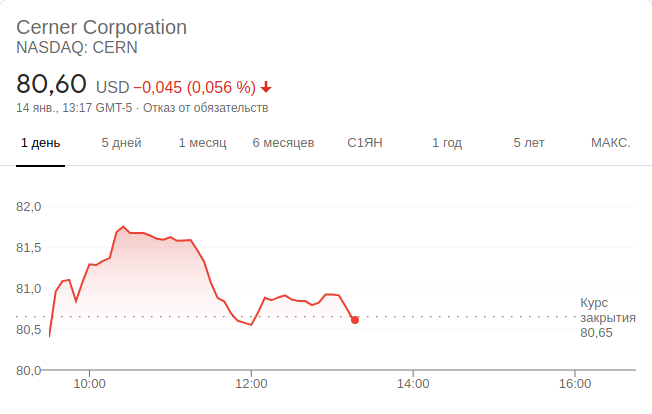 Cerner Corporation
NASDAQ: CERN
80,60 USD −0,045 (0,056 %)
14 янв., 13:17 GMT-5 · Отказ от обязательств
1 день 5 дней 1 месяц 6 месяцев С1ЯН 1 год 5 лет МАКС.
82,0
81,5
81,0
Курс
закрытия
80,65
80,5
80,0
10:00 12:00 14:00 16:00